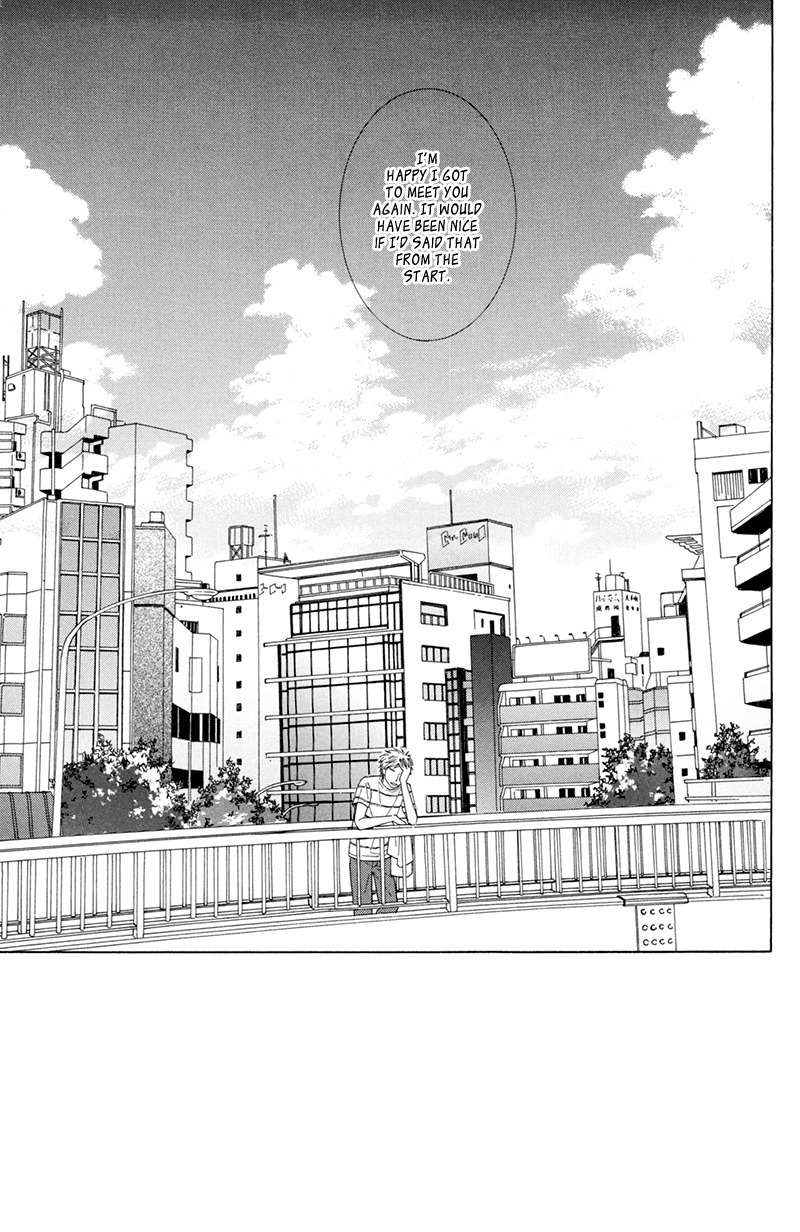 I'M
HAPPY I GOT
TO MEET YOU
AGAIN. IT WOULD
HAVE BEEN NICE
IF I'D SAID THAT
FROM THE
START.